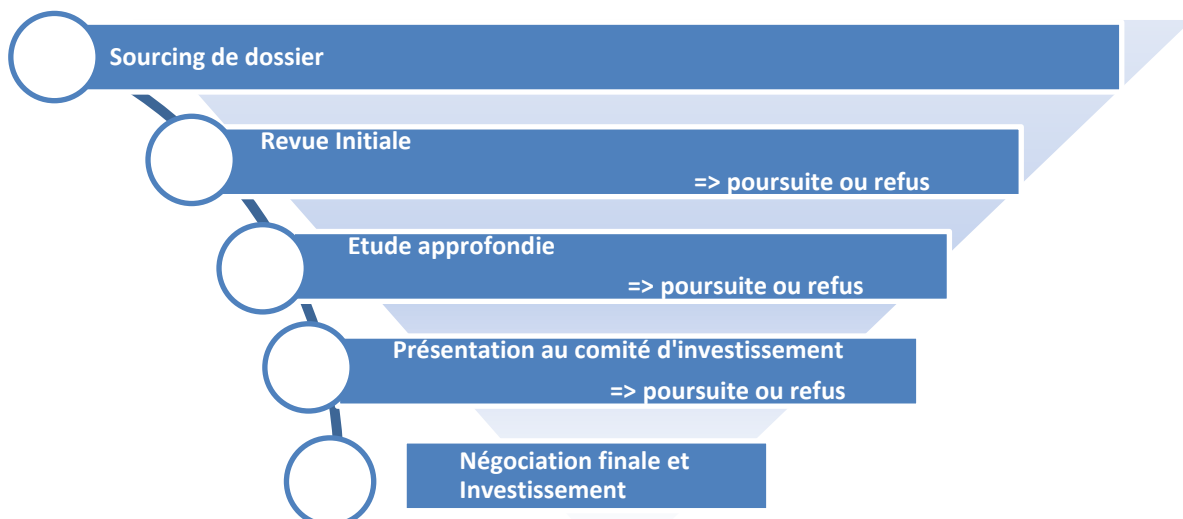 Sourcing de dossier
Revue Initiale
=> poursuite ou refus
Etude approfondie
=> poursuite ou refus
Présentation au comité d'investissement
=> poursuite ou refus
Négociation finale et
Investissement